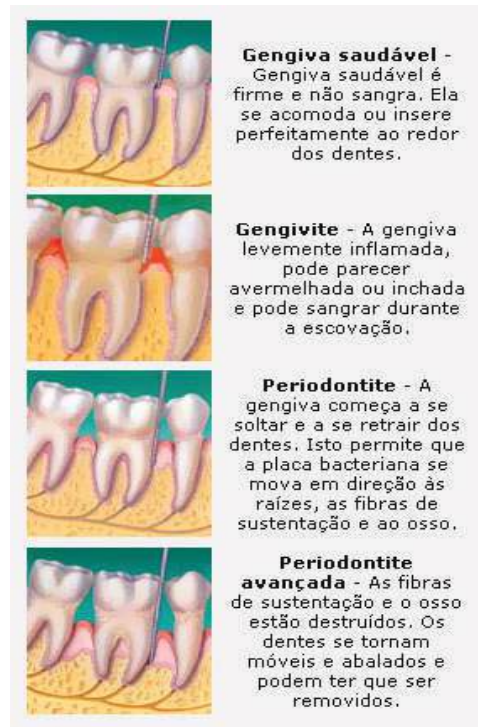 Gengiva saudável -
Gengiva saudável é
firme e não sangra. Ela
se acomoda ou insere
perfeitamente ao redor
dos dentes.
Gengivite - A gengiva
levemente inflamada,
pode parecer
avermelhada ou inchada
e pode sangrar durante
a escovação.
Periodontite - A
gengiva começa a se
soltar e a se retrair dos
dentes. Isto permite que
a placa bacteriana se
mova em direção às
raízes, as fibras de
sustentação e ao osso.
Periodontite
avançada - As fibras
de sustentação e o osso
estão destruídos. Os
dentes se tornam
móveis e abalados e
podem ter que ser
removidos.